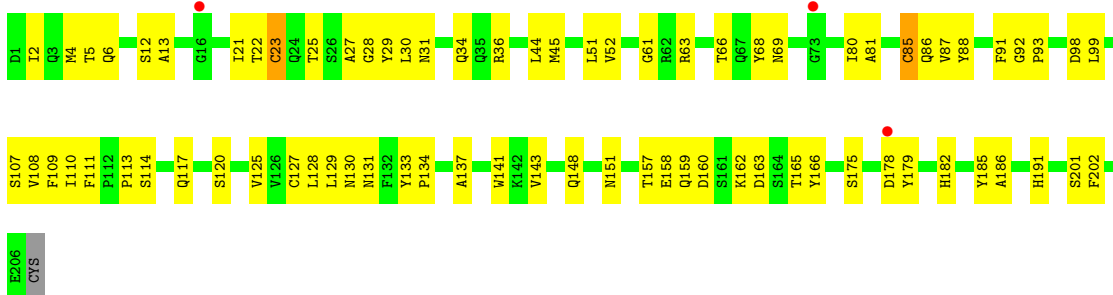 D1 I2 Q3 M4 T5 Q6 S12 A13 G16 I21 T22 C23 Q24 T25 S26 A27 G28 Y29 L30 N31 Q34 Q35 R36 L44 M45 L51 V52 G61 R62 R63 T66 Q67 Y68 N69 G73 I80 A81 C85 Q86 V87 Y88 F91 G92 P93 D98 L99
S107 V108 F109 I110 F111 P112 P113 S114 Q117 S120 V125 V126 C127 L128 L129 N130 N131 F132 Y133 P134 A137 W141 K142 V143 Q148 N151 T157 E158 Q159 D160 S161 K162 D163 S164 T165 Y166 S175 D178 Y179 H182 Y185 A186 H191 S201 F202
E206 CYS